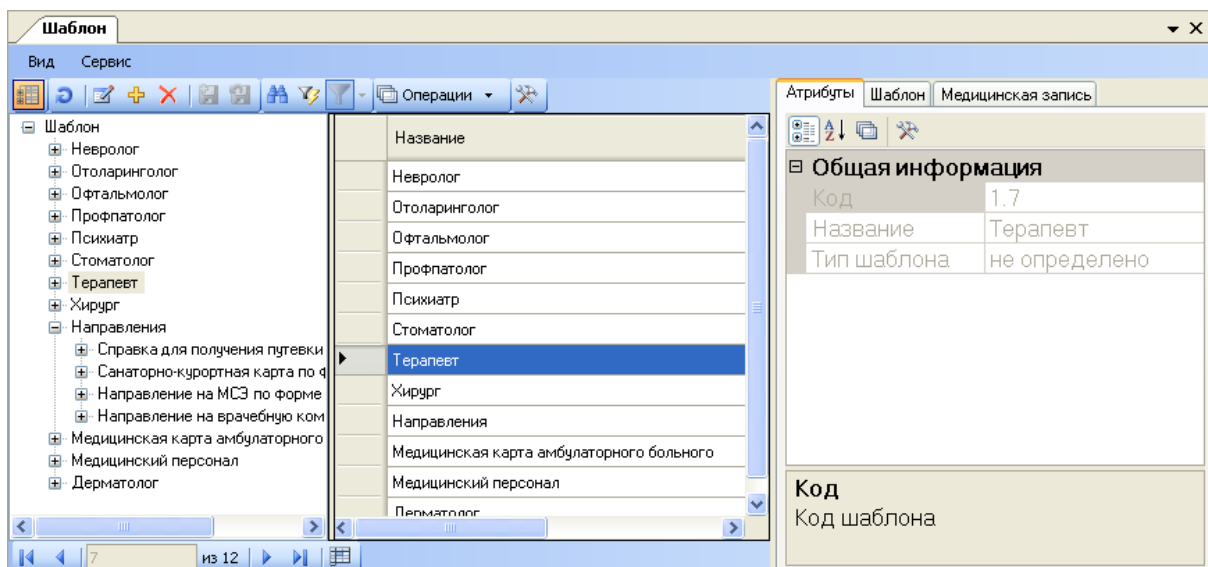 Шаблон
Вид Сервис
Операции
Шаблон
Невролог
Отоларинголог
Офтальмолог
Профпатолог
Психиатр
Стоматолог
Терапевт
Хирург
Направления
Справка для получения путевки
Санаторно-курортная карта по ф
Направление на МСЭ по форме
Направление на врачебную ком
Медицинская карта амбулаторного
Медицинский персонал
Дерматолог
Название
Невролог
Отоларинголог
Офтальмолог
Профпатолог
Психиатр
Стоматолог
Терапевт
Хирург
Направления
Медицинская карта амбулаторного больного
Медицинский персонал
Дерматолог
7 из 12
Атрибуты Шаблон Медицинская запись
Общая информация
Код 1.7
Название Терапевт
Тип шаблона не определено
Код
Код шаблона